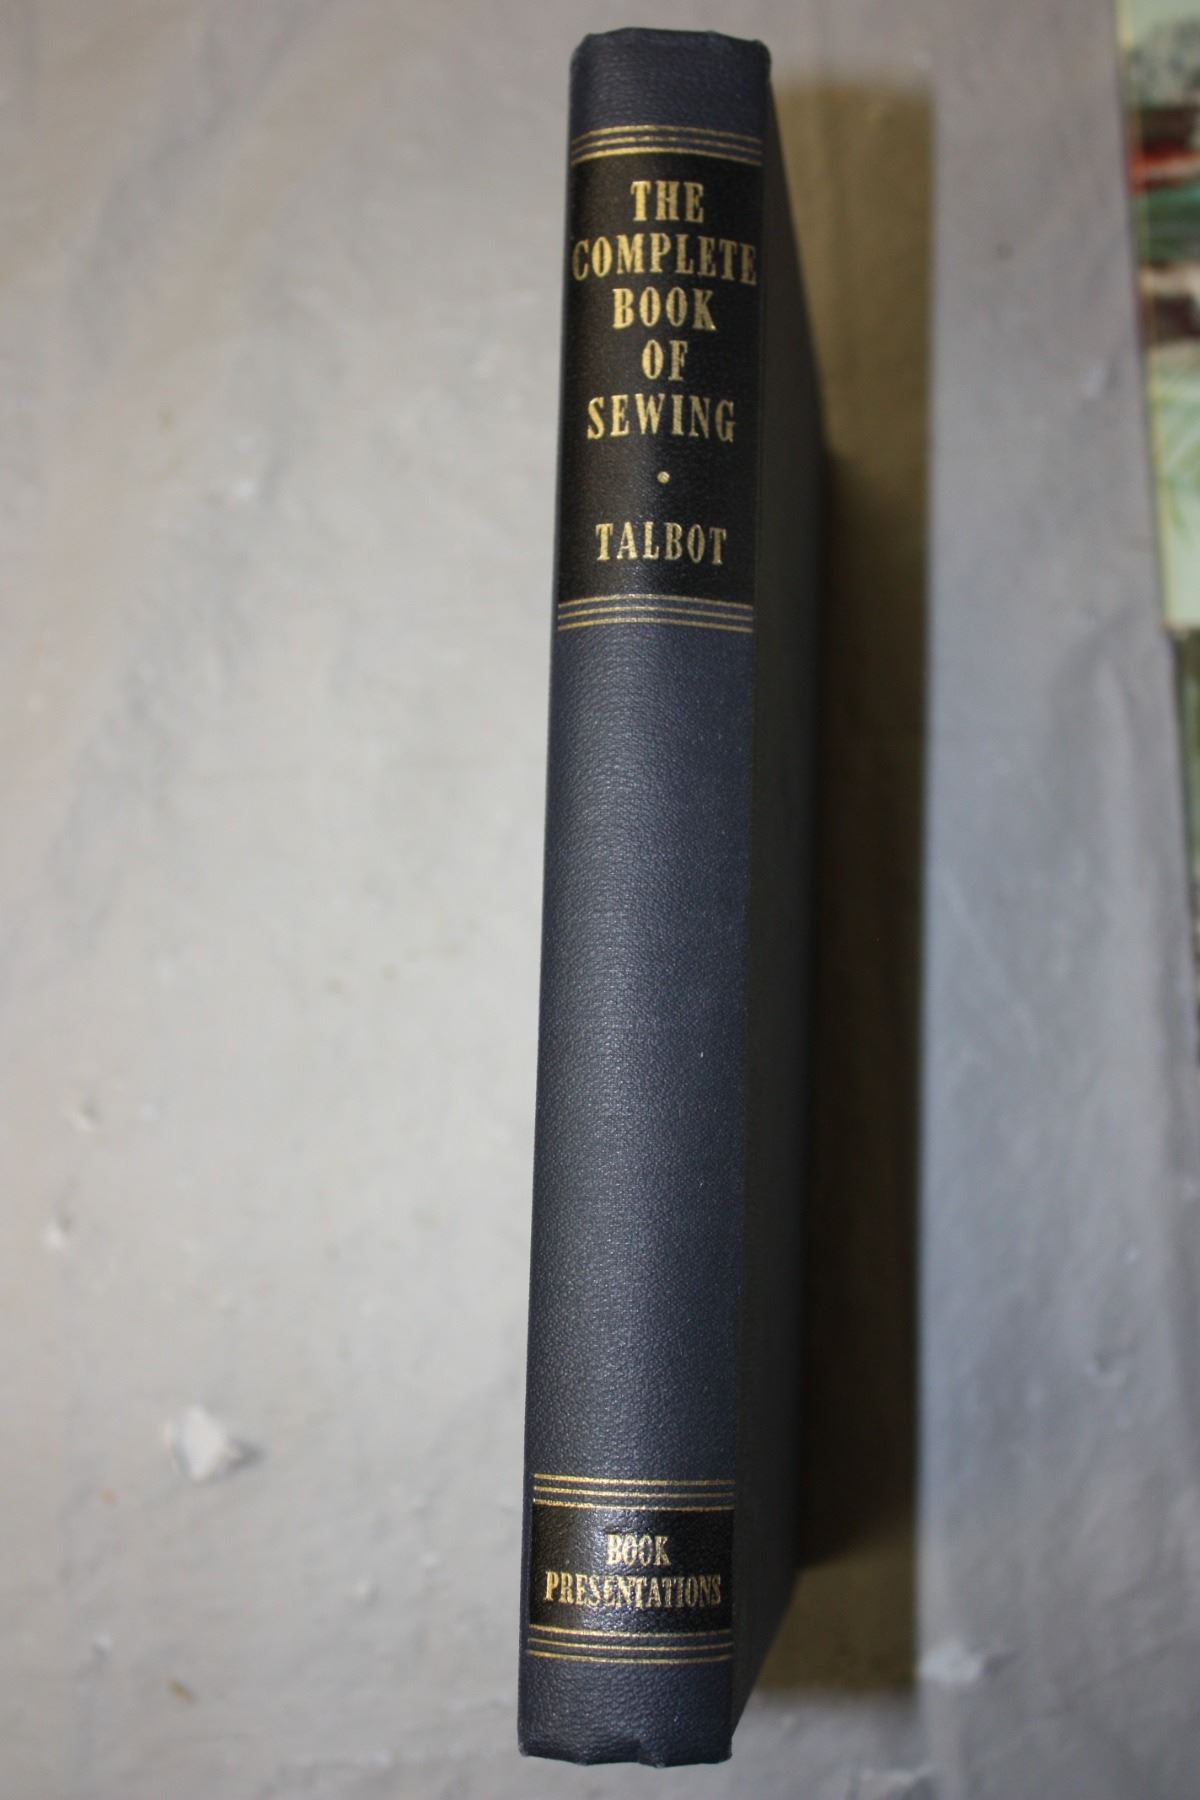 THE
COMPLETE
BOOK
OF
SEWING
•
TALBOT
BOOK
PRESENTATIONS